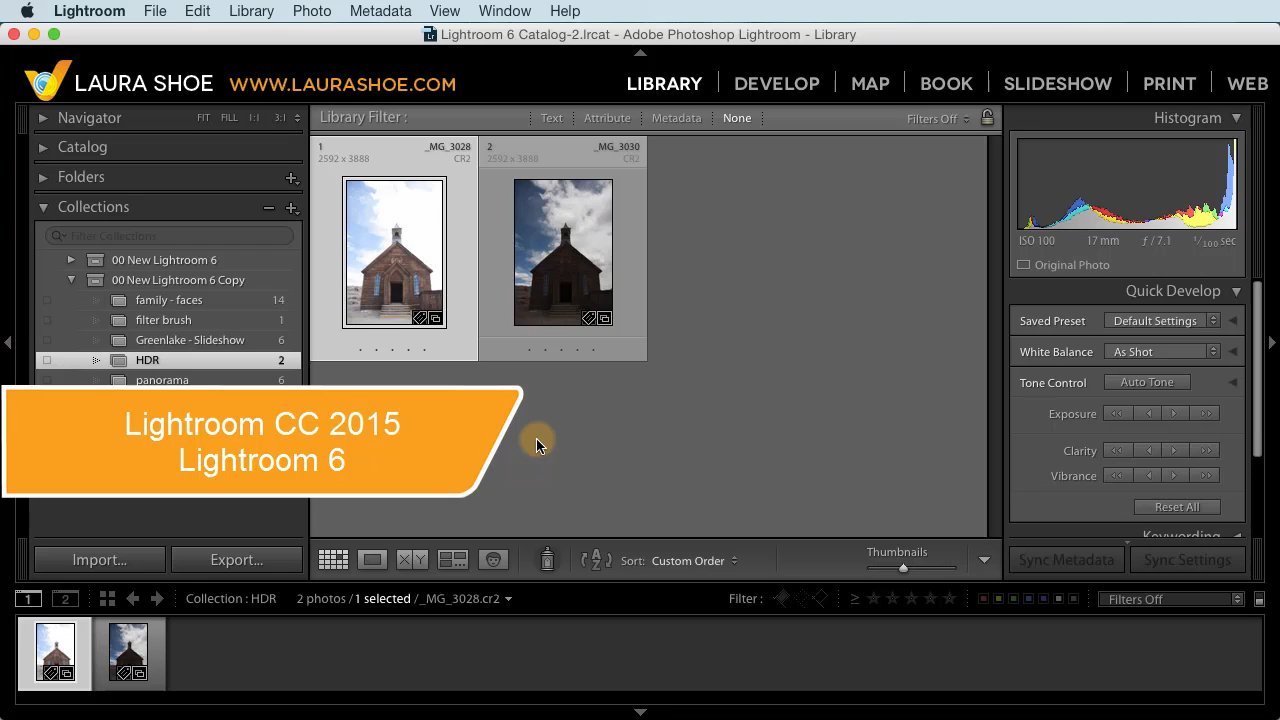 Lightroom File Edit Library Photo Metadata View Window Help
Lightroom 6 Catalog-2.lrcat - Adobe Photoshop Lightroom - Library
LAURA SHOE WWW.LAURASHOE.COM
LIBRARY DEVELOP MAP BOOK SLIDESHOW PRINT WEB
Navigator FIT FILL 1:1 3:1
Catalog
Folders
Collections
Filter Collections
00 New Lightroom 6
00 New Lightroom 6 Copy
family - faces 14
filter brush 1
Greenlake - Slideshow 6
HDR 2
panorama 6
Lightroom CC 2015
Lightroom 6
Import... Export...
Library Filter : Text Attribute Metadata None Filters Off
1 _MG_3028
2592 x 3888 CR2
2 _MG_3030
2592 x 3888 CR2
XY
A Z
Sort: Custom Order
Thumbnails
Histogram
ISO 100 17 mm ƒ / 7.1 1/100 sec
Original Photo
Quick Develop
Saved Preset Default Settings
White Balance As Shot
Tone Control Auto Tone
Exposure
Clarity
Vibrance
Reset All
Keywording
Sync Metadata Sync Settings
1 2 Collection : HDR 2 photos / 1 selected / _MG_3028.cr2 Filter : ≥ Filters Off